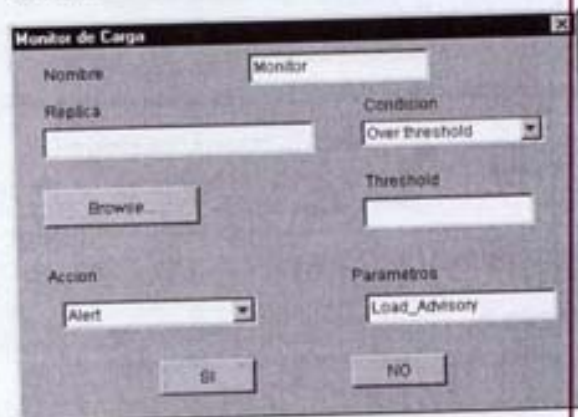 Monitor de Carga
Nombre
Monitor
Replica
Condicion
Over threshold
Browse
Threshold
Accion
Parametros
Alert
Load_Advisory
SI
NO